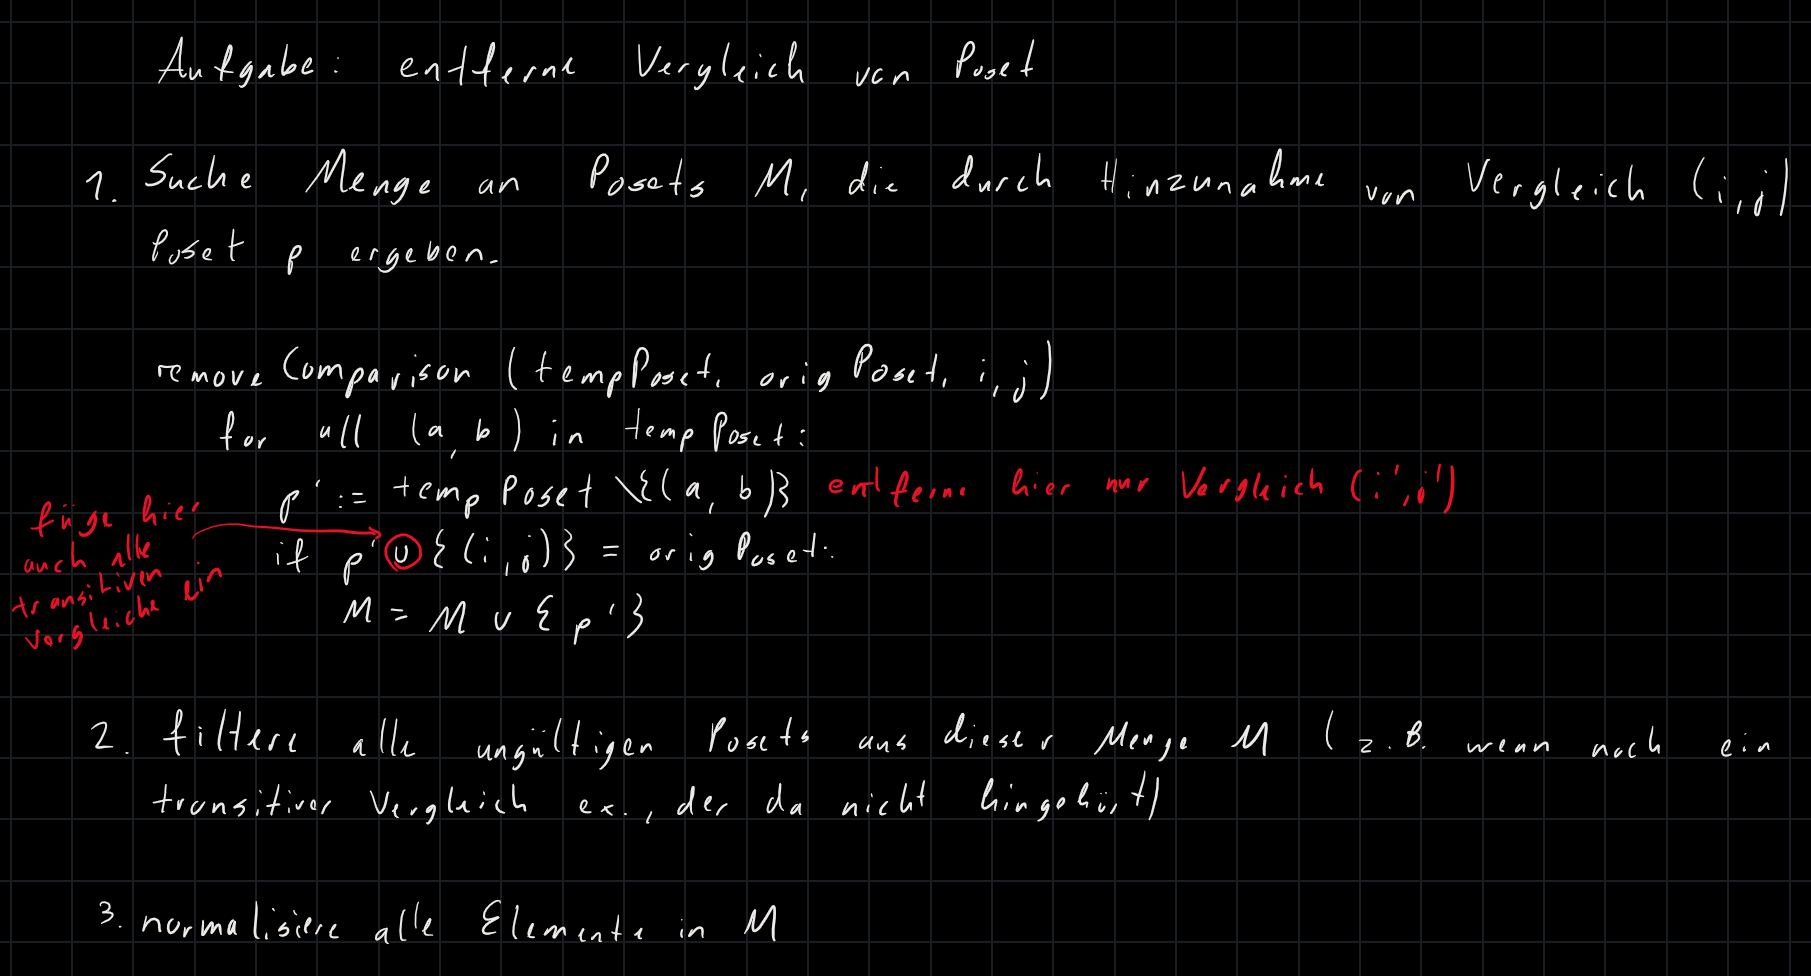 Aufgabe: entferne Vergleich von Poset
1. Suche Menge an Posets M, die durch Hinzunahme von Vergleich (i,j)
Poset p ergeben.
removeComparison (tempPoset, origPoset, i, j)
for all (a, b) in tempPoset:
p' := tempPoset \ {(a, b)} entferne hier nur Vergleich (i', j')
füge hier
auch alle
transitiven
vergleiche ein
if p' ∪ {(i, j)} = origPoset:
M = M ∪ {p'}
2. filtere alle ungültigen Posets aus dieser Menge M (z.B. wenn noch ein
transitiver Vergleich ex., der da nicht hingehört)
3. normalisiere alle Elemente in M